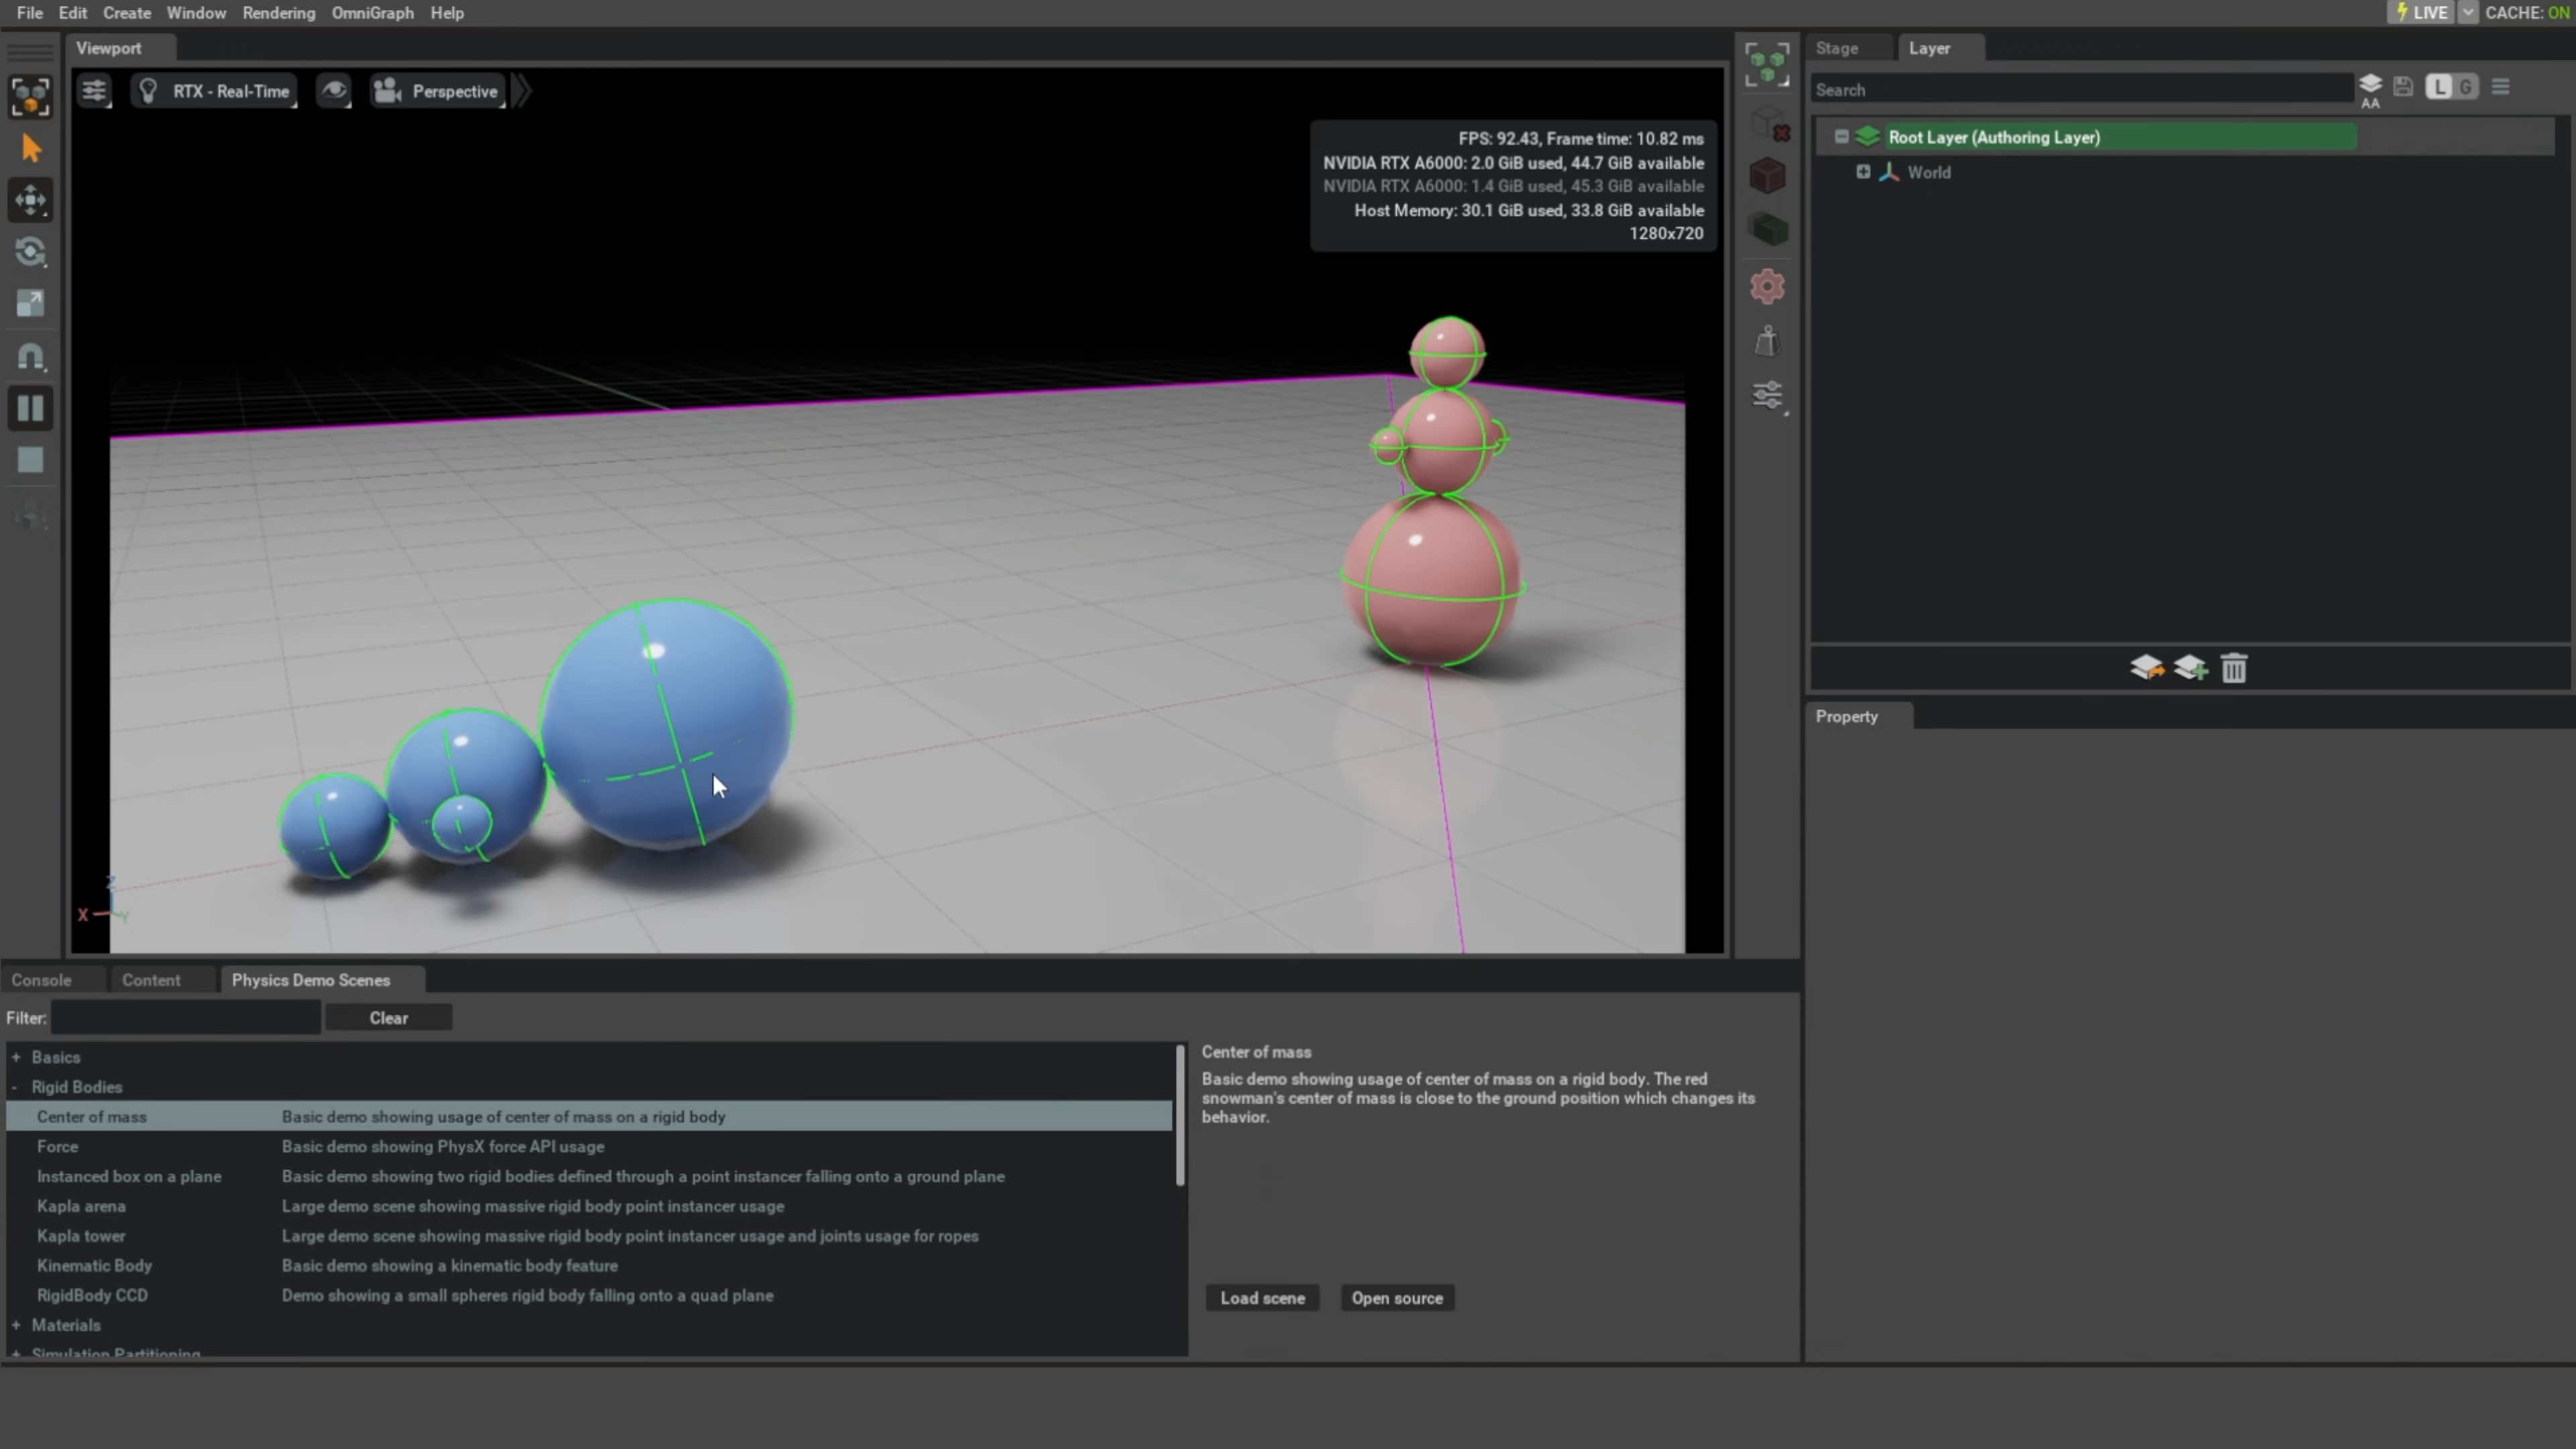 File Edit Create Window Rendering OmniGraph Help
LIVE CACHE: ON
Viewport
RTX - Real-Time
Perspective
FPS: 92.43, Frame time: 10.82 ms
NVIDIA RTX A6000: 2.0 GiB used, 44.7 GiB available
NVIDIA RTX A6000: 1.4 GiB used, 45.3 GiB available
Host Memory: 30.1 GiB used, 33.8 GiB available
1280x720
Z
X Y
Stage Layer
Search
AA
L G
Root Layer (Authoring Layer)
World
Property
Console Content Physics Demo Scenes
Filter: Clear
+ Basics
- Rigid Bodies
Center of mass Basic demo showing usage of center of mass on a rigid body
Force Basic demo showing PhysX force API usage
Instanced box on a plane Basic demo showing two rigid bodies defined through a point instancer falling onto a ground plane
Kapla arena Large demo scene showing massive rigid body point instancer usage
Kapla tower Large demo scene showing massive rigid body point instancer usage and joints usage for ropes
Kinematic Body Basic demo showing a kinematic body feature
RigidBody CCD Demo showing a small spheres rigid body falling onto a quad plane
+ Materials
+ Simulation Partitioning
Center of mass
Basic demo showing usage of center of mass on a rigid body. The red
snowman's center of mass is close to the ground position which changes its
behavior.
Load scene Open source